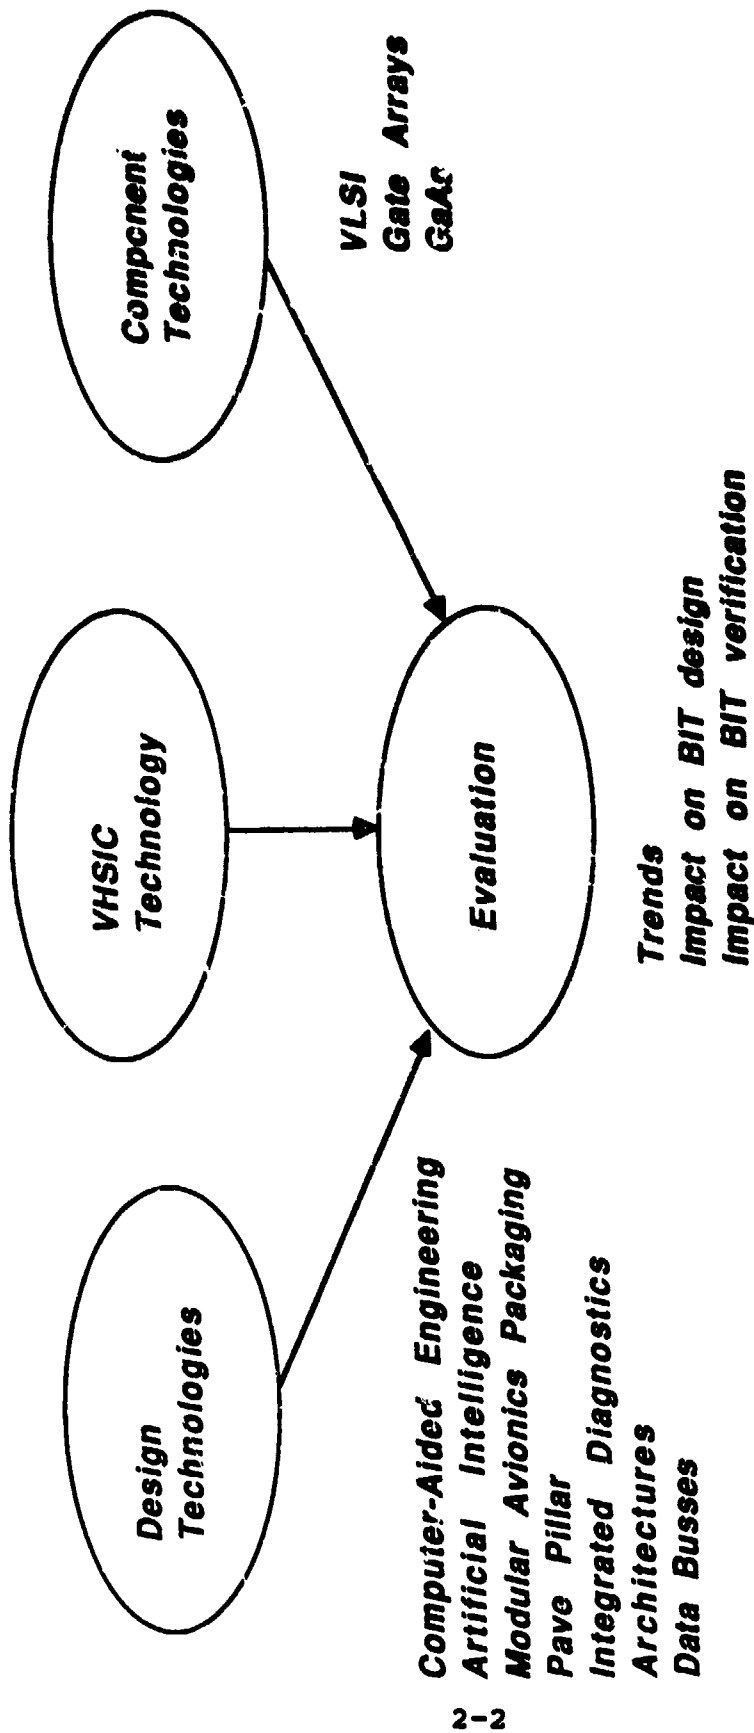 Design
Technologies
VHSIC
Technology
Component
Technologies
Evaluation
Computer-Aided Engineering
Artificial Intelligence
Modular Avionics Packaging
Pave Pillar
Integrated Diagnostics
Architectures
Data Busses
VLSI
Gate Arrays
GaAs
Trends
Impact on BIT design
Impact on BIT verification
2-2